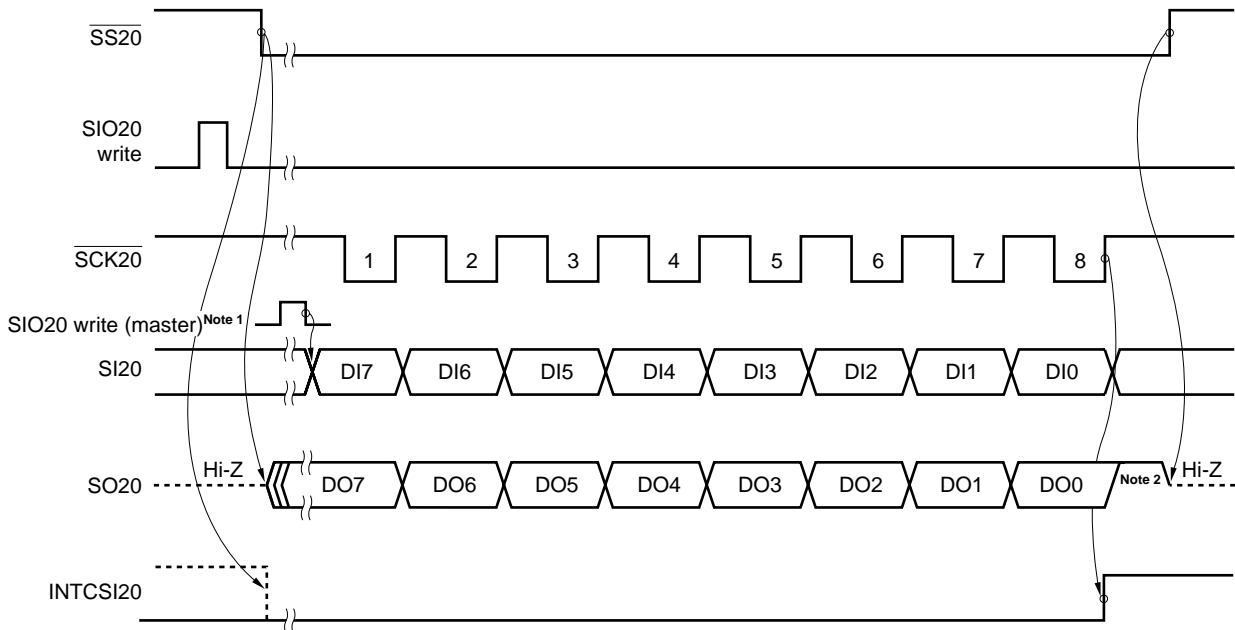 SS20
SIO20
write
SCK20
1 2 3 4 5 6 7 8
SIO20 write (master)Note 1
SI20 DI7 DI6 DI5 DI4 DI3 DI2 DI1 DI0
Hi-Z
SO20 DO7 DO6 DO5 DO4 DO3 DO2 DO1 DO0 Note 2 Hi-Z
INTCSI20